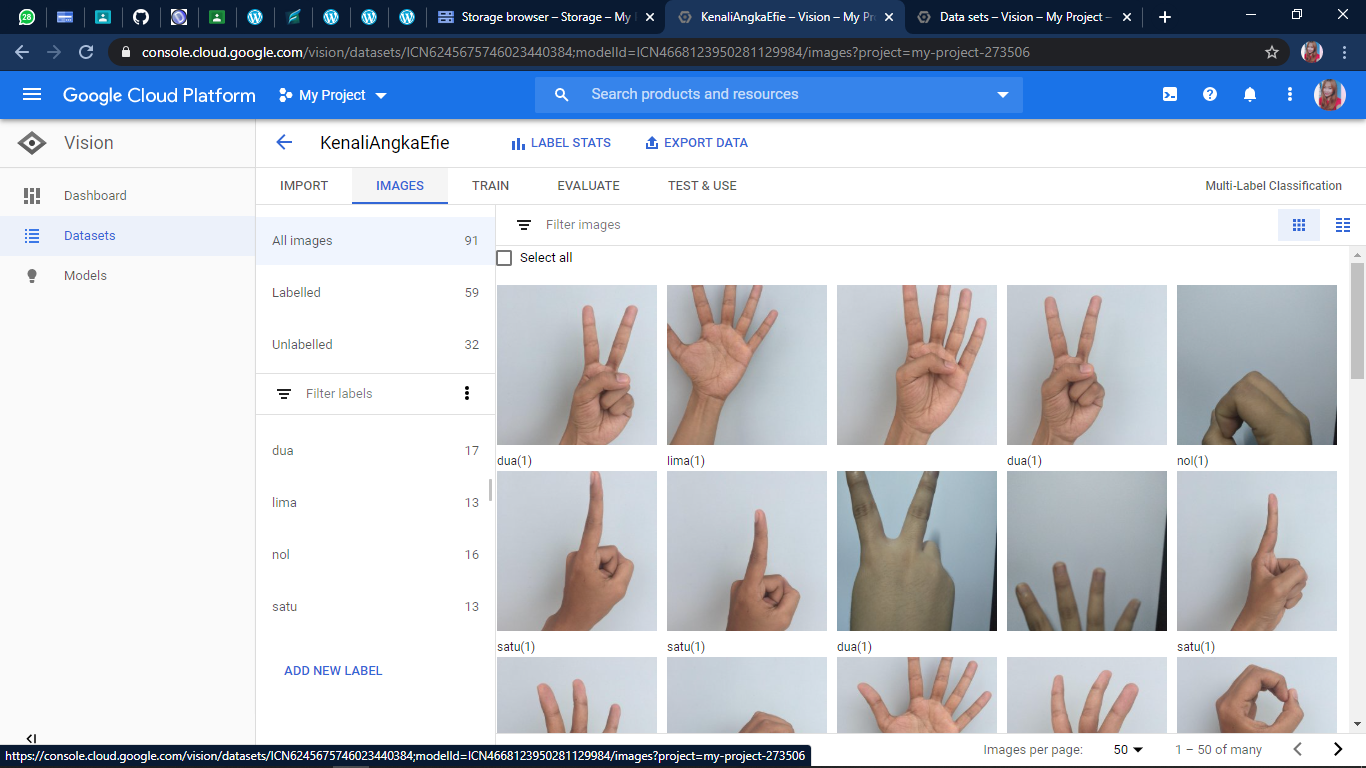 28
Storage browser – Storage – My
KenaliAngkaEfie – Vision – My Pr
Data sets – Vision – My Project –
console.cloud.google.com/vision/datasets/ICN6245675746023440384;modelId=ICN4668123950281129984/images?project=my-project-273506
Google Cloud Platform
My Project
Search products and resources
Vision
KenaliAngkaEfie
LABEL STATS
EXPORT DATA
Dashboard
Datasets
Models
IMPORT
IMAGES
TRAIN
EVALUATE
TEST & USE
Multi-Label Classification
All images 91
Labelled 59
Unlabelled 32
Filter labels
dua 17
lima 13
nol 16
satu 13
ADD NEW LABEL
Filter images
Select all
dua(1)
lima(1)
dua(1)
nol(1)
satu(1)
satu(1)
dua(1)
satu(1)
Images per page: 50
1 – 50 of many
https://console.cloud.google.com/vision/datasets/ICN6245675746023440384;modelId=ICN4668123950281129984/images?project=my-project-273506